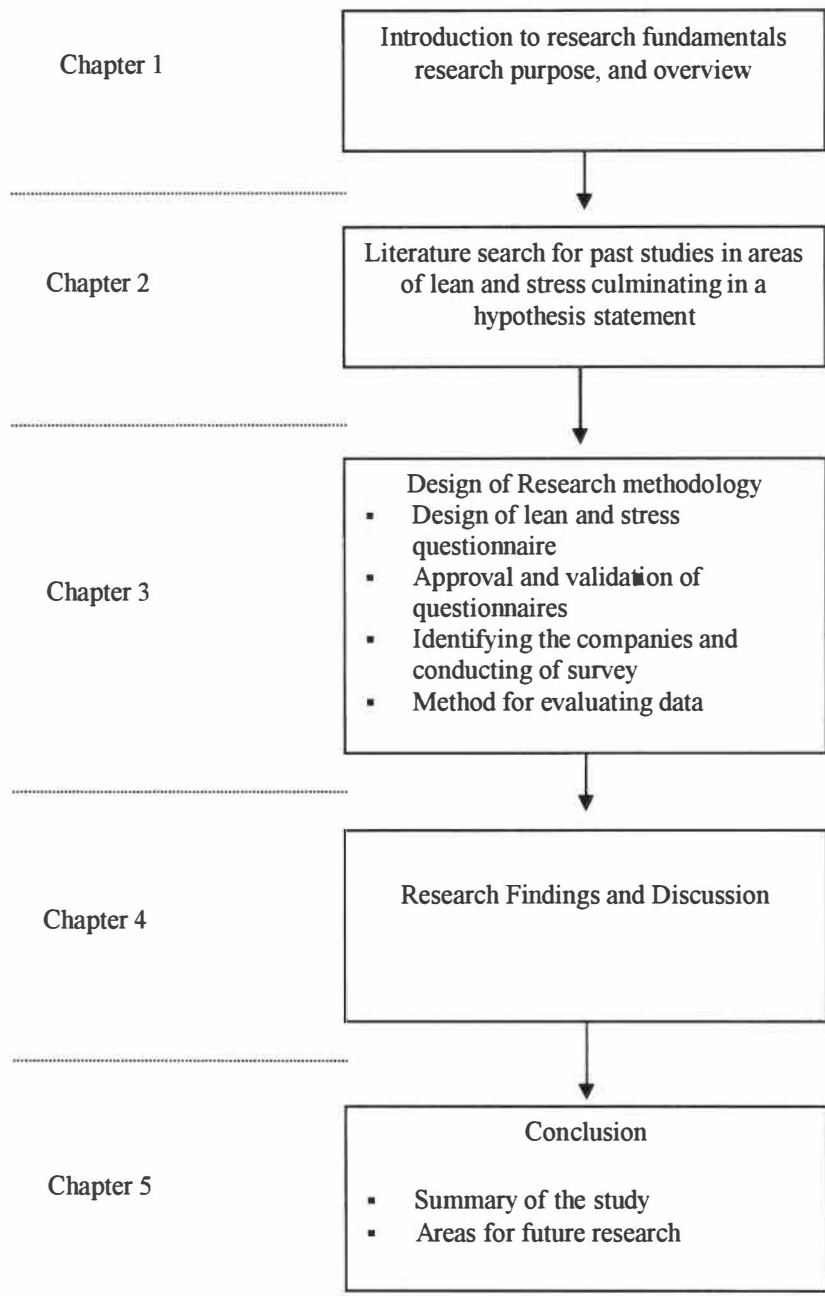 Chapter 1
Introduction to research fundamentals
research purpose, and overview
Chapter 2
Literature search for past studies in areas
of lean and stress culminating in a
hypothesis statement
Chapter 3
Design of Research methodology
▪ Design of lean and stress
questionnaire
▪ Approval and validation of
questionnaires
▪ Identifying the companies and
conducting of survey
▪ Method for evaluating data
Chapter 4
Research Findings and Discussion
Chapter 5
Conclusion
▪ Summary of the study
▪ Areas for future research